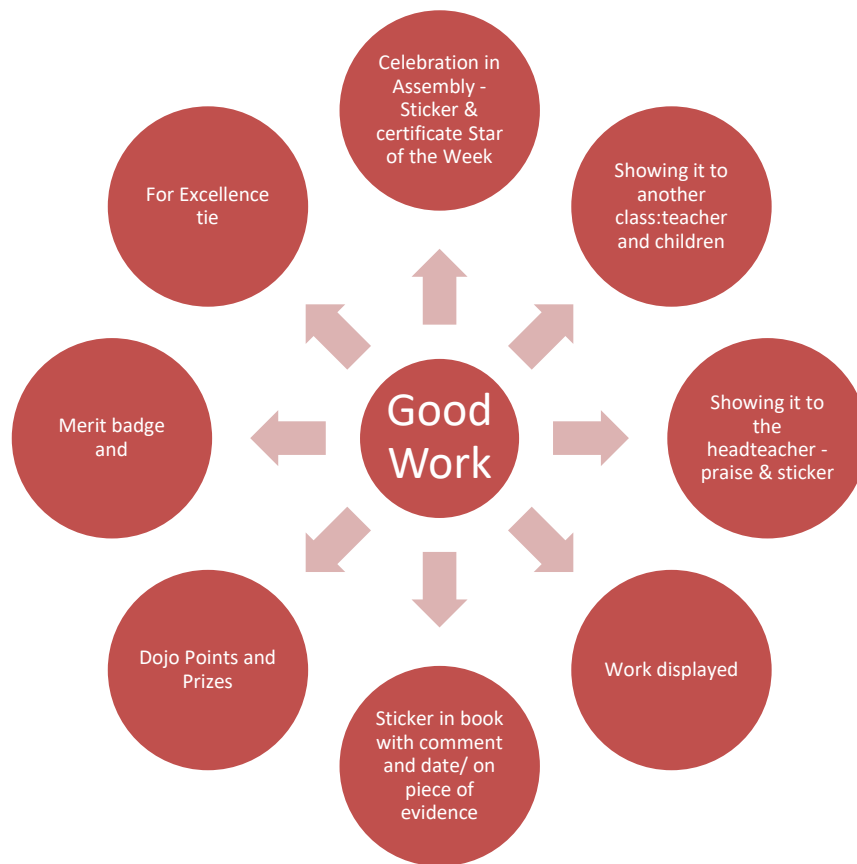 Celebration in
Assembly -
Sticker &
certificate Star
of the Week
Showing it to
another
class:teacher
and children
Showing it to
the
headteacher -
praise & sticker
Work displayed
Sticker in book
with comment
and date/ on
piece of
evidence
Dojo Points and
Prizes
Merit badge
and
For Excellence
tie
Good
Work